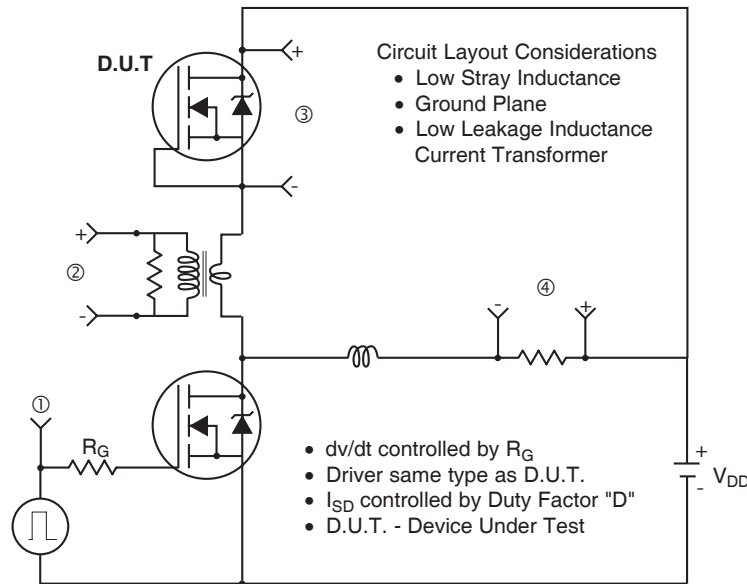 D.U.T
+
Circuit Layout Considerations
• Low Stray Inductance
• Ground Plane
• Low Leakage Inductance
Current Transformer
③
-
+
②
-
- ④ +
①
R_G
• dv/dt controlled by R_G
• Driver same type as D.U.T.
• I_SD controlled by Duty Factor "D"
• D.U.T. - Device Under Test
+
V_DD
-